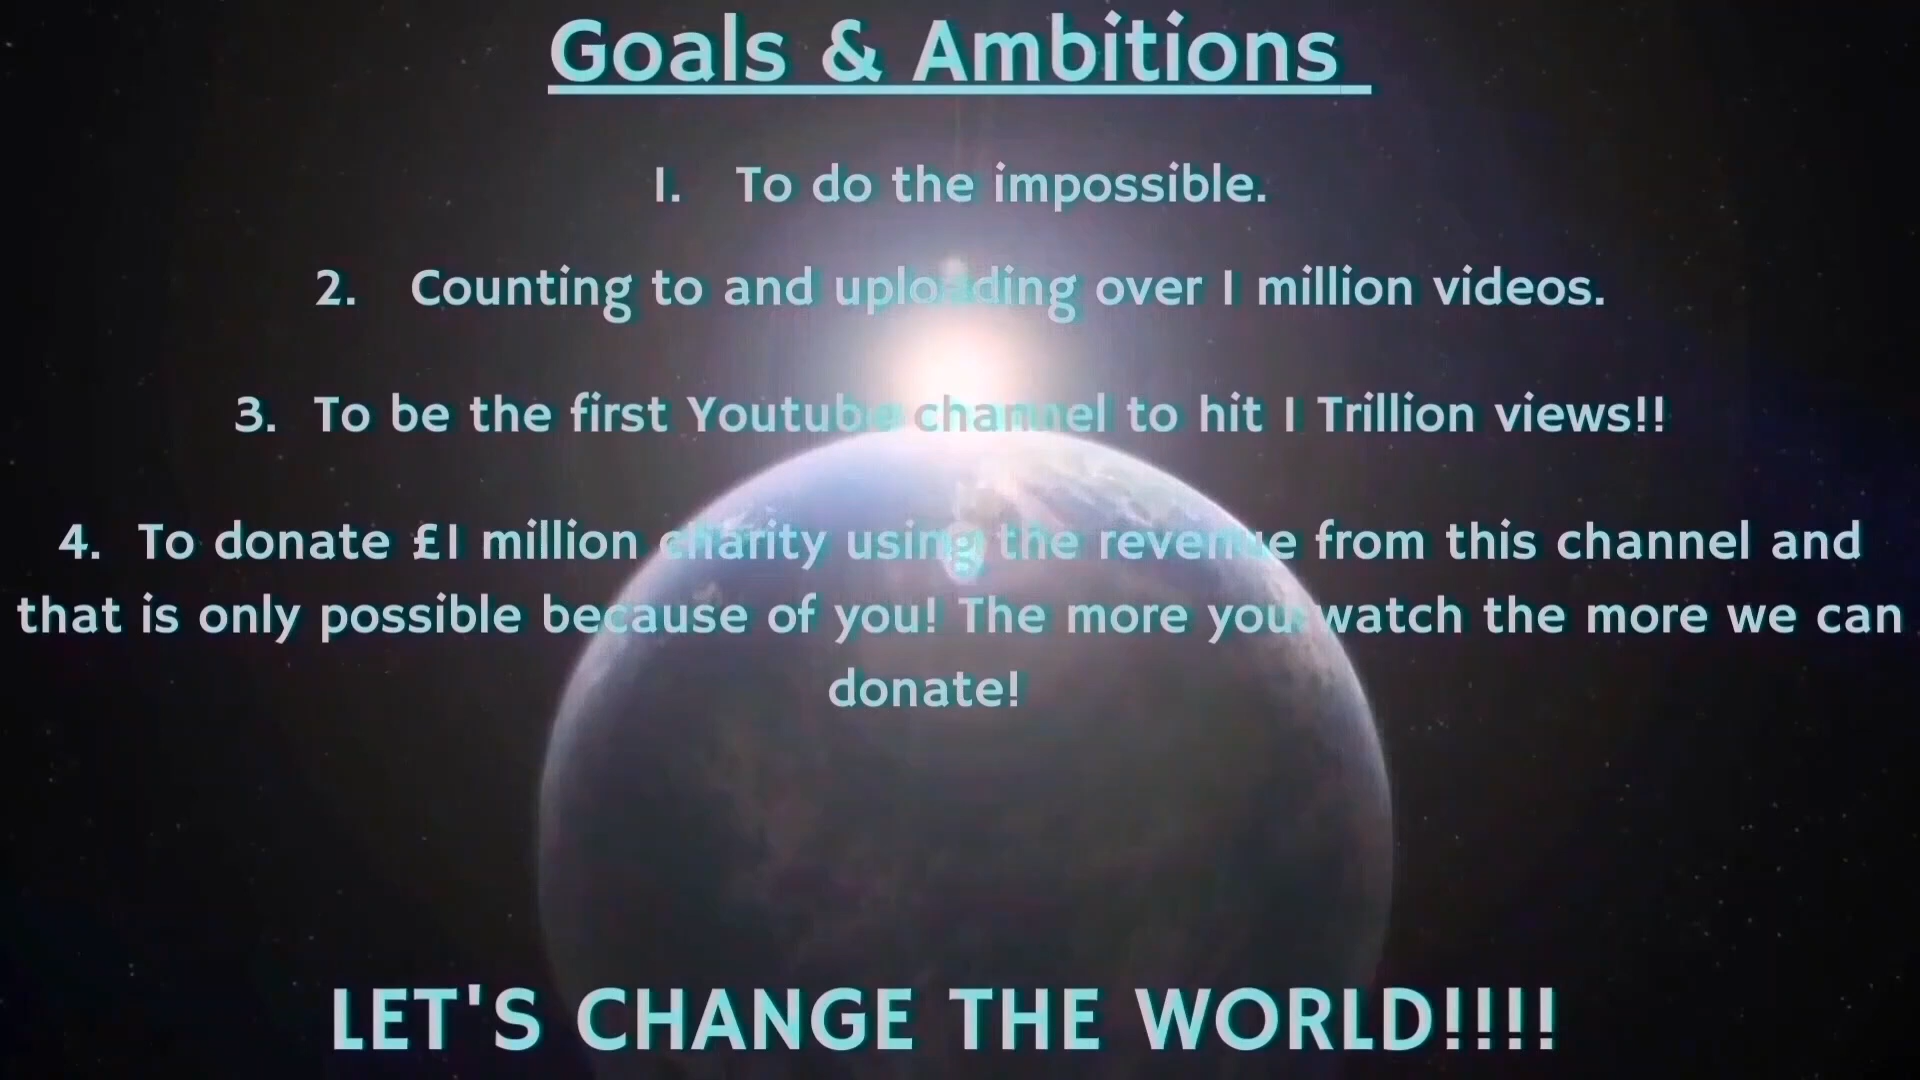 Goals & Ambitions
1. To do the impossible.
2. Counting to and uploading over 1 million videos.
3. To be the first Youtube channel to hit 1 Trillion views!!
4. To donate £1 million charity using the revenue from this channel and
that is only possible because of you! The more you watch the more we can
donate!
LET'S CHANGE THE WORLD!!!!